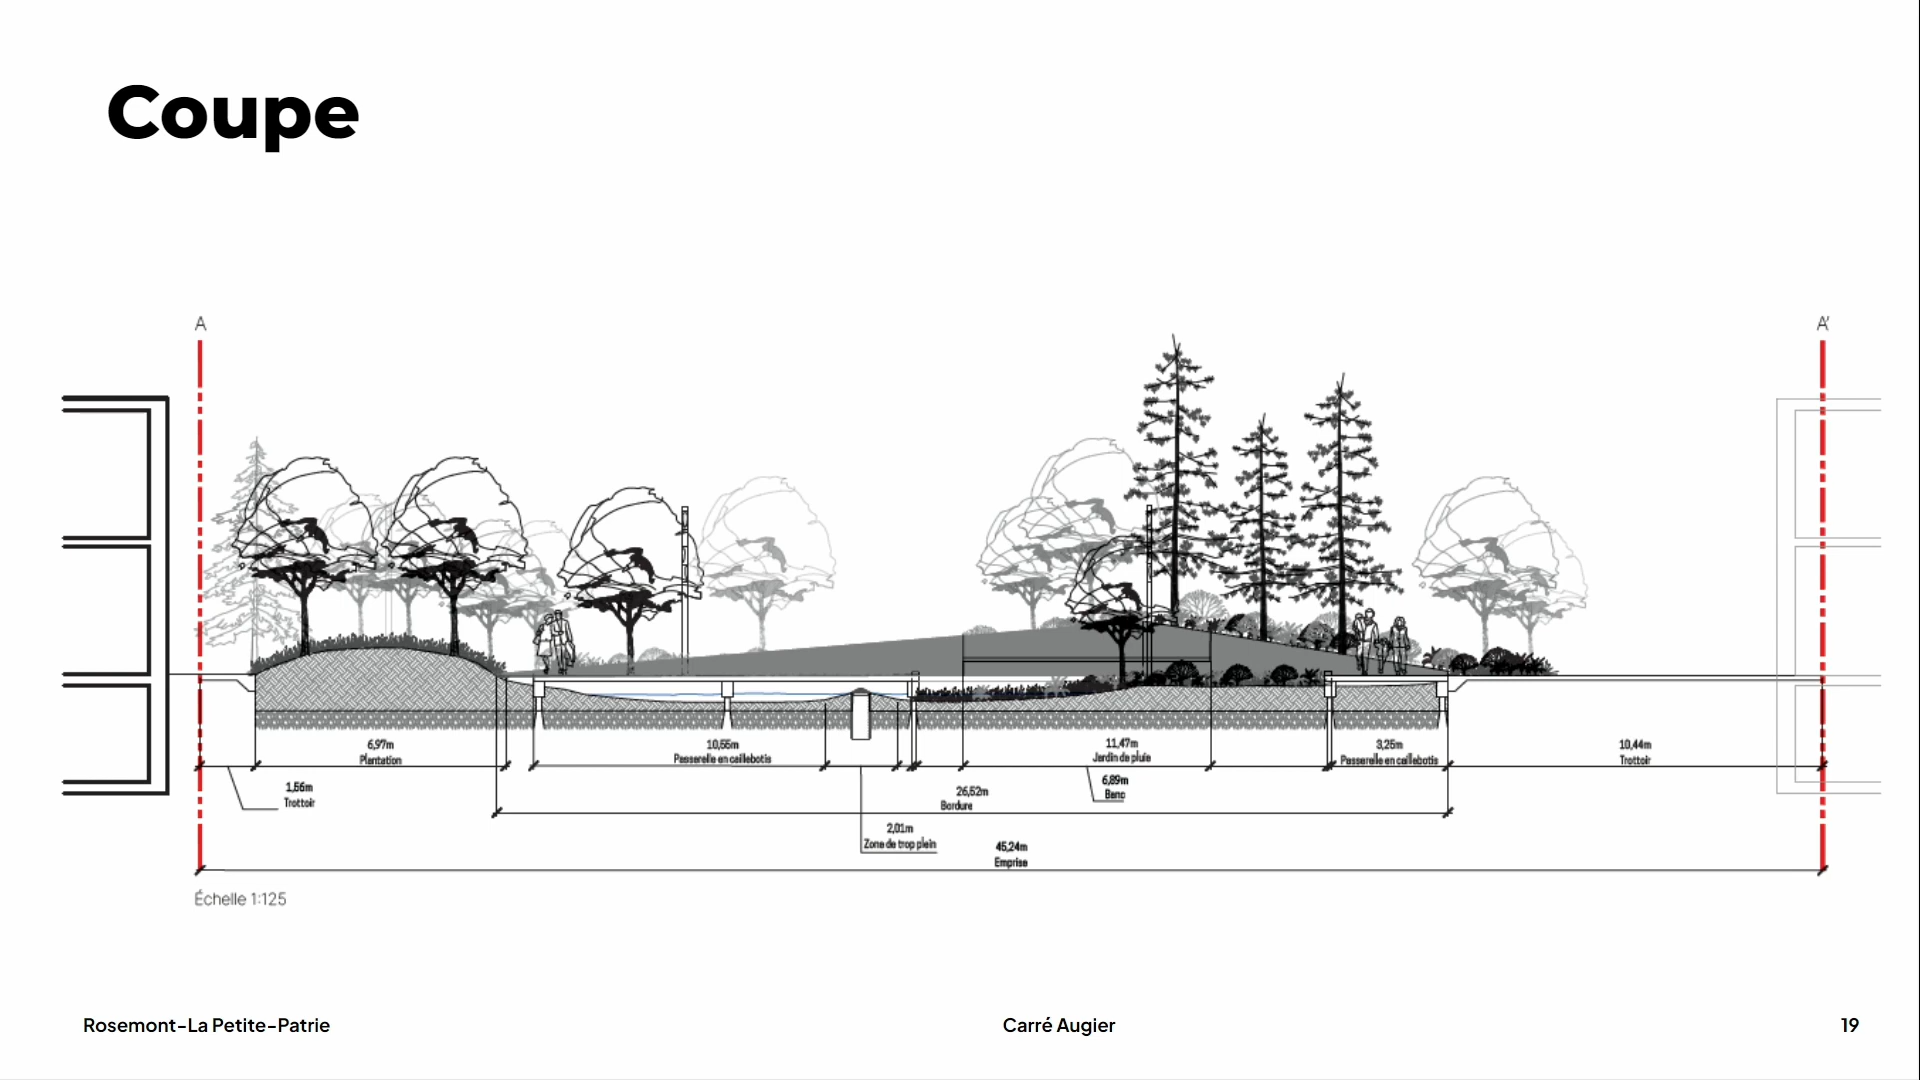 Coupe
A
A'
6,97m
Plantation
10,55m
Passerelle en caillebotis
11,47m
Jardin de pluie
3,25m
Passerelle en caillebotis
10,44m
Trottoir
1,56m
Trottoir
6,89m
Banc
26,52m
Bordure
2,01m
Zone de trop plein
45,24m
Emprise
Échelle 1:125
Rosemont–La Petite–Patrie
Carré Augier
19